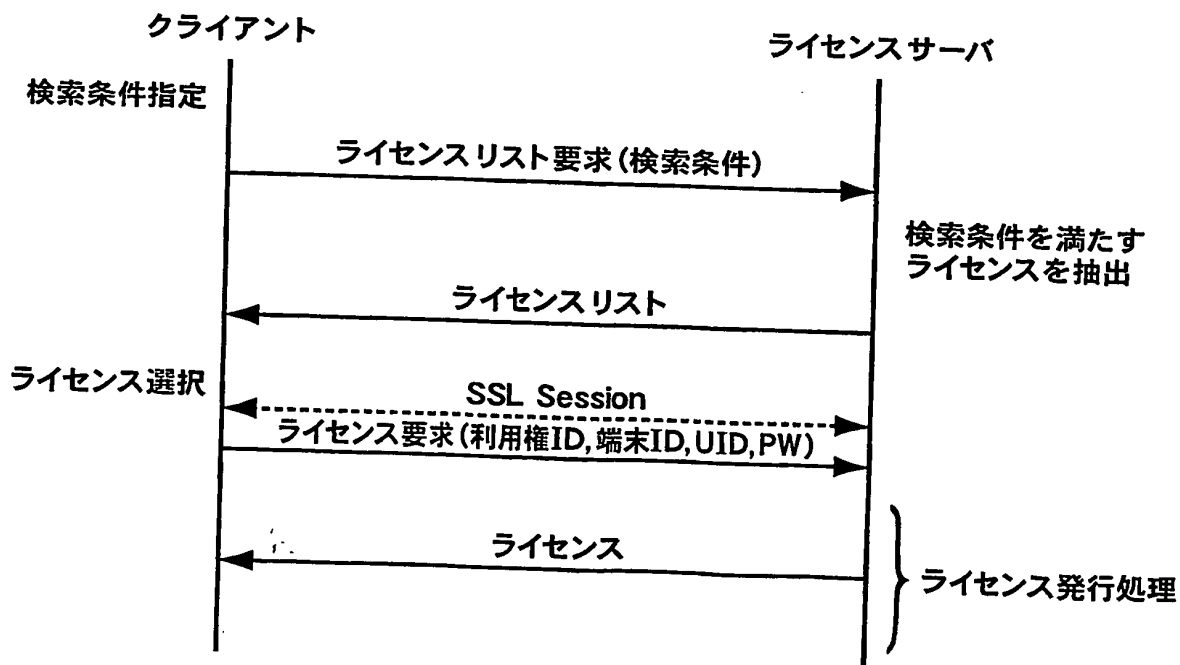 クライアント
ライセンスサーバ
検索条件指定
ライセンスリスト要求(検索条件)
検索条件を満たす
ライセンスを抽出
ライセンスリスト
ライセンス選択
SSL Session
ライセンス要求(利用権ID,端末ID,UID,PW)
ライセンス
ライセンス発行処理